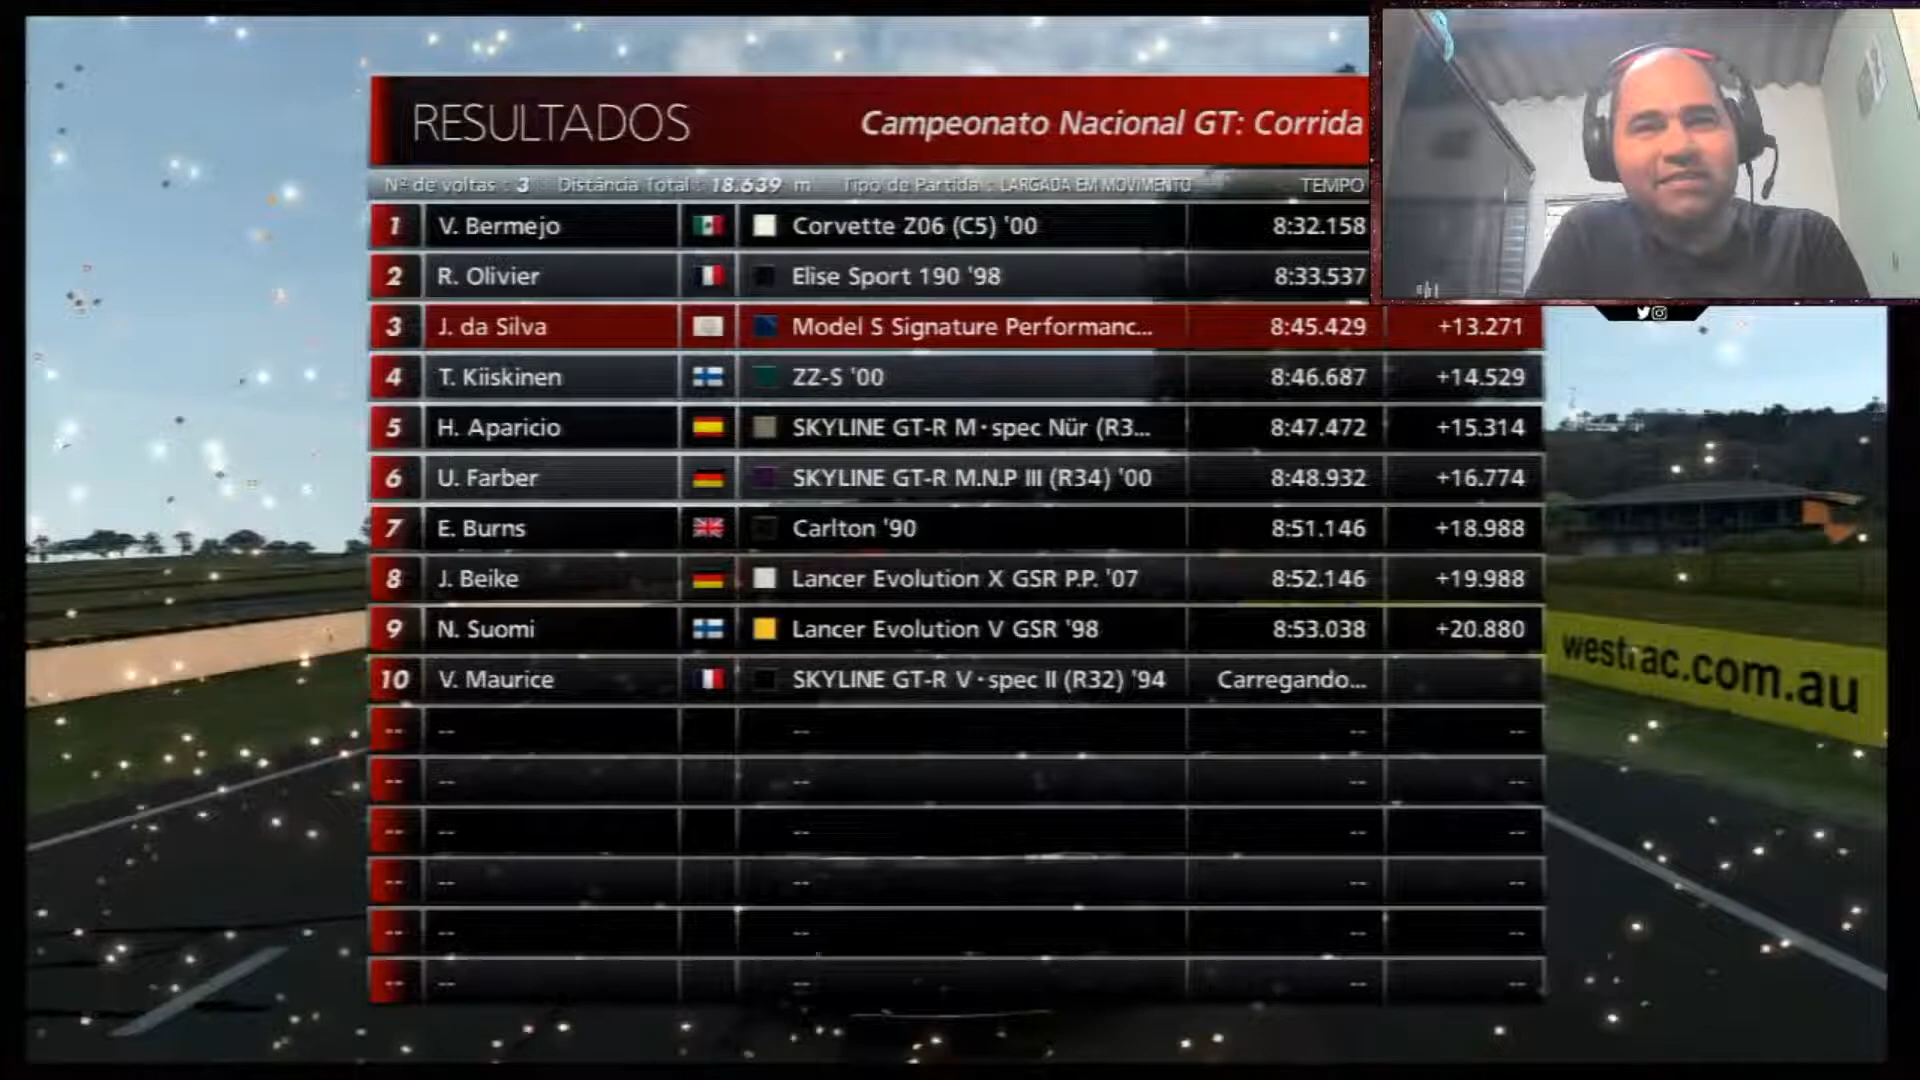 RESULTADOS Campeonato Nacional GT: Corrida
Nº de voltas : 3 Distância Total : 18.639 m Tipo de Partida : LARGADA EM MOVIMENTO TEMPO
1 V. Bermejo Corvette Z06 (C5) '00 8:32.158
2 R. Olivier Elise Sport 190 '98 8:33.537
3 J. da Silva Model S Signature Performanc... 8:45.429 +13.271
4 T. Kiiskinen ZZ-S '00 8:46.687 +14.529
5 H. Aparicio SKYLINE GT-R M・spec Nür (R3... 8:47.472 +15.314
6 U. Farber SKYLINE GT-R M.N.P III (R34) '00 8:48.932 +16.774
7 E. Burns Carlton '90 8:51.146 +18.988
8 J. Beike Lancer Evolution X GSR P.P. '07 8:52.146 +19.988
9 N. Suomi Lancer Evolution V GSR '98 8:53.038 +20.880
10 V. Maurice SKYLINE GT-R V・spec II (R32) '94 Carregando...
-- -- -- -- --
-- -- -- -- --
-- -- -- -- --
-- -- -- -- --
-- -- -- -- --
-- -- -- -- --
westrac.com.au